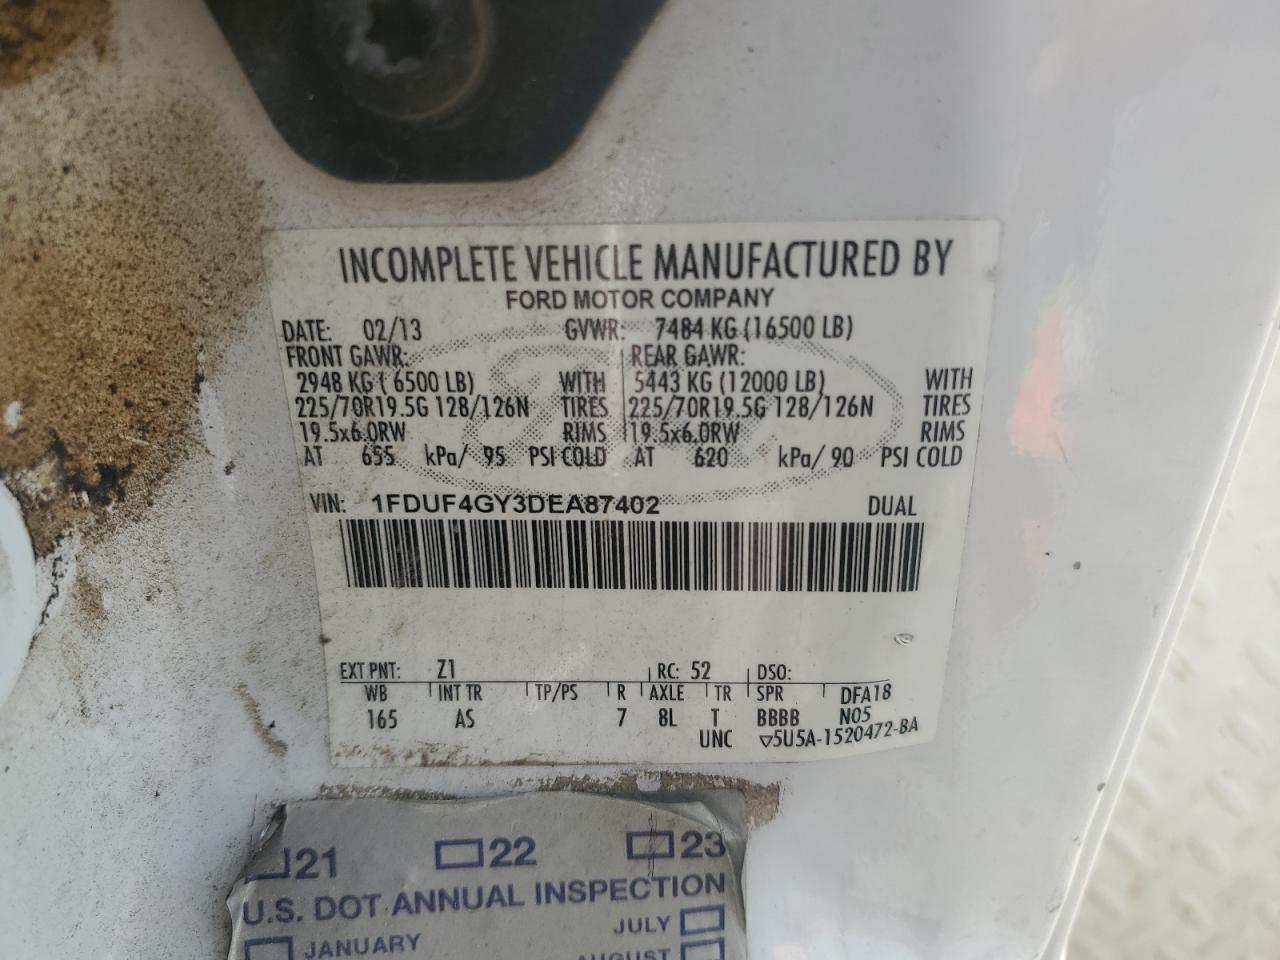 INCOMPLETE VEHICLE MANUFACTURED BY
FORD MOTOR COMPANY
DATE: 02/13 GVWR: 7484 KG (16500 LB)
FRONT GAWR: REAR GAWR:
2948 KG ( 6500 LB) WITH 5443 KG (12000 LB) WITH
225/70R19.5G 128/126N TIRES 225/70R19.5G 128/126N TIRES
19.5x6.0RW RIMS 19.5x6.0RW RIMS
AT 655 kPa/ 95 PSI COLD AT 620 kPa/ 90 PSI COLD
VIN: 1FDUF4GY3DEA87402 DUAL
EXT PNT: Z1 RC: 52 DSO:
WB INT TR TP/PS R AXLE TR SPR DFA18
165 AS 7 8L T BBBB N05
UNC ▽5U5A-1520472-BA
21 22 23
U.S. DOT ANNUAL INSPECTION
JANUARY JULY
AUGUST